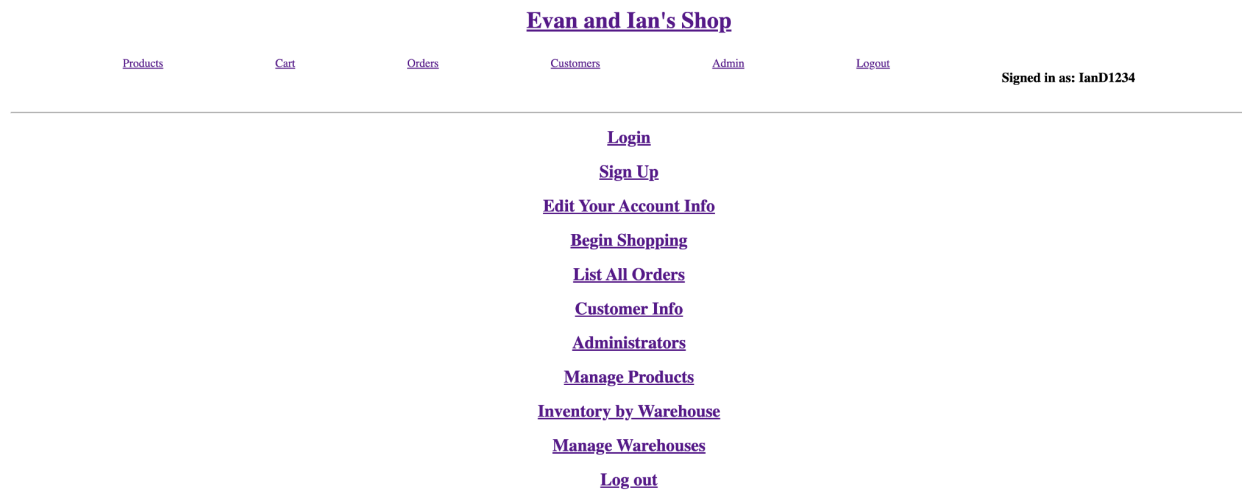 Evan and Ian's Shop
Products Cart Orders Customers Admin Logout
Signed in as: IanD1234
Login
Sign Up
Edit Your Account Info
Begin Shopping
List All Orders
Customer Info
Administrators
Manage Products
Inventory by Warehouse
Manage Warehouses
Log out